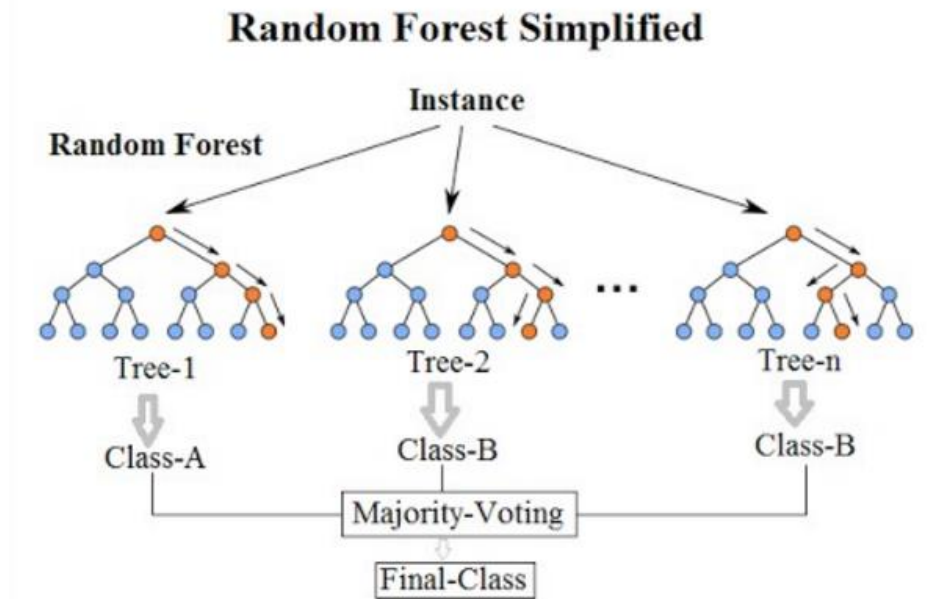 Random Forest Simplified
Instance
Random Forest
...
Tree-1
Tree-2
Tree-n
Class-A
Class-B
Class-B
Majority-Voting
Final-Class